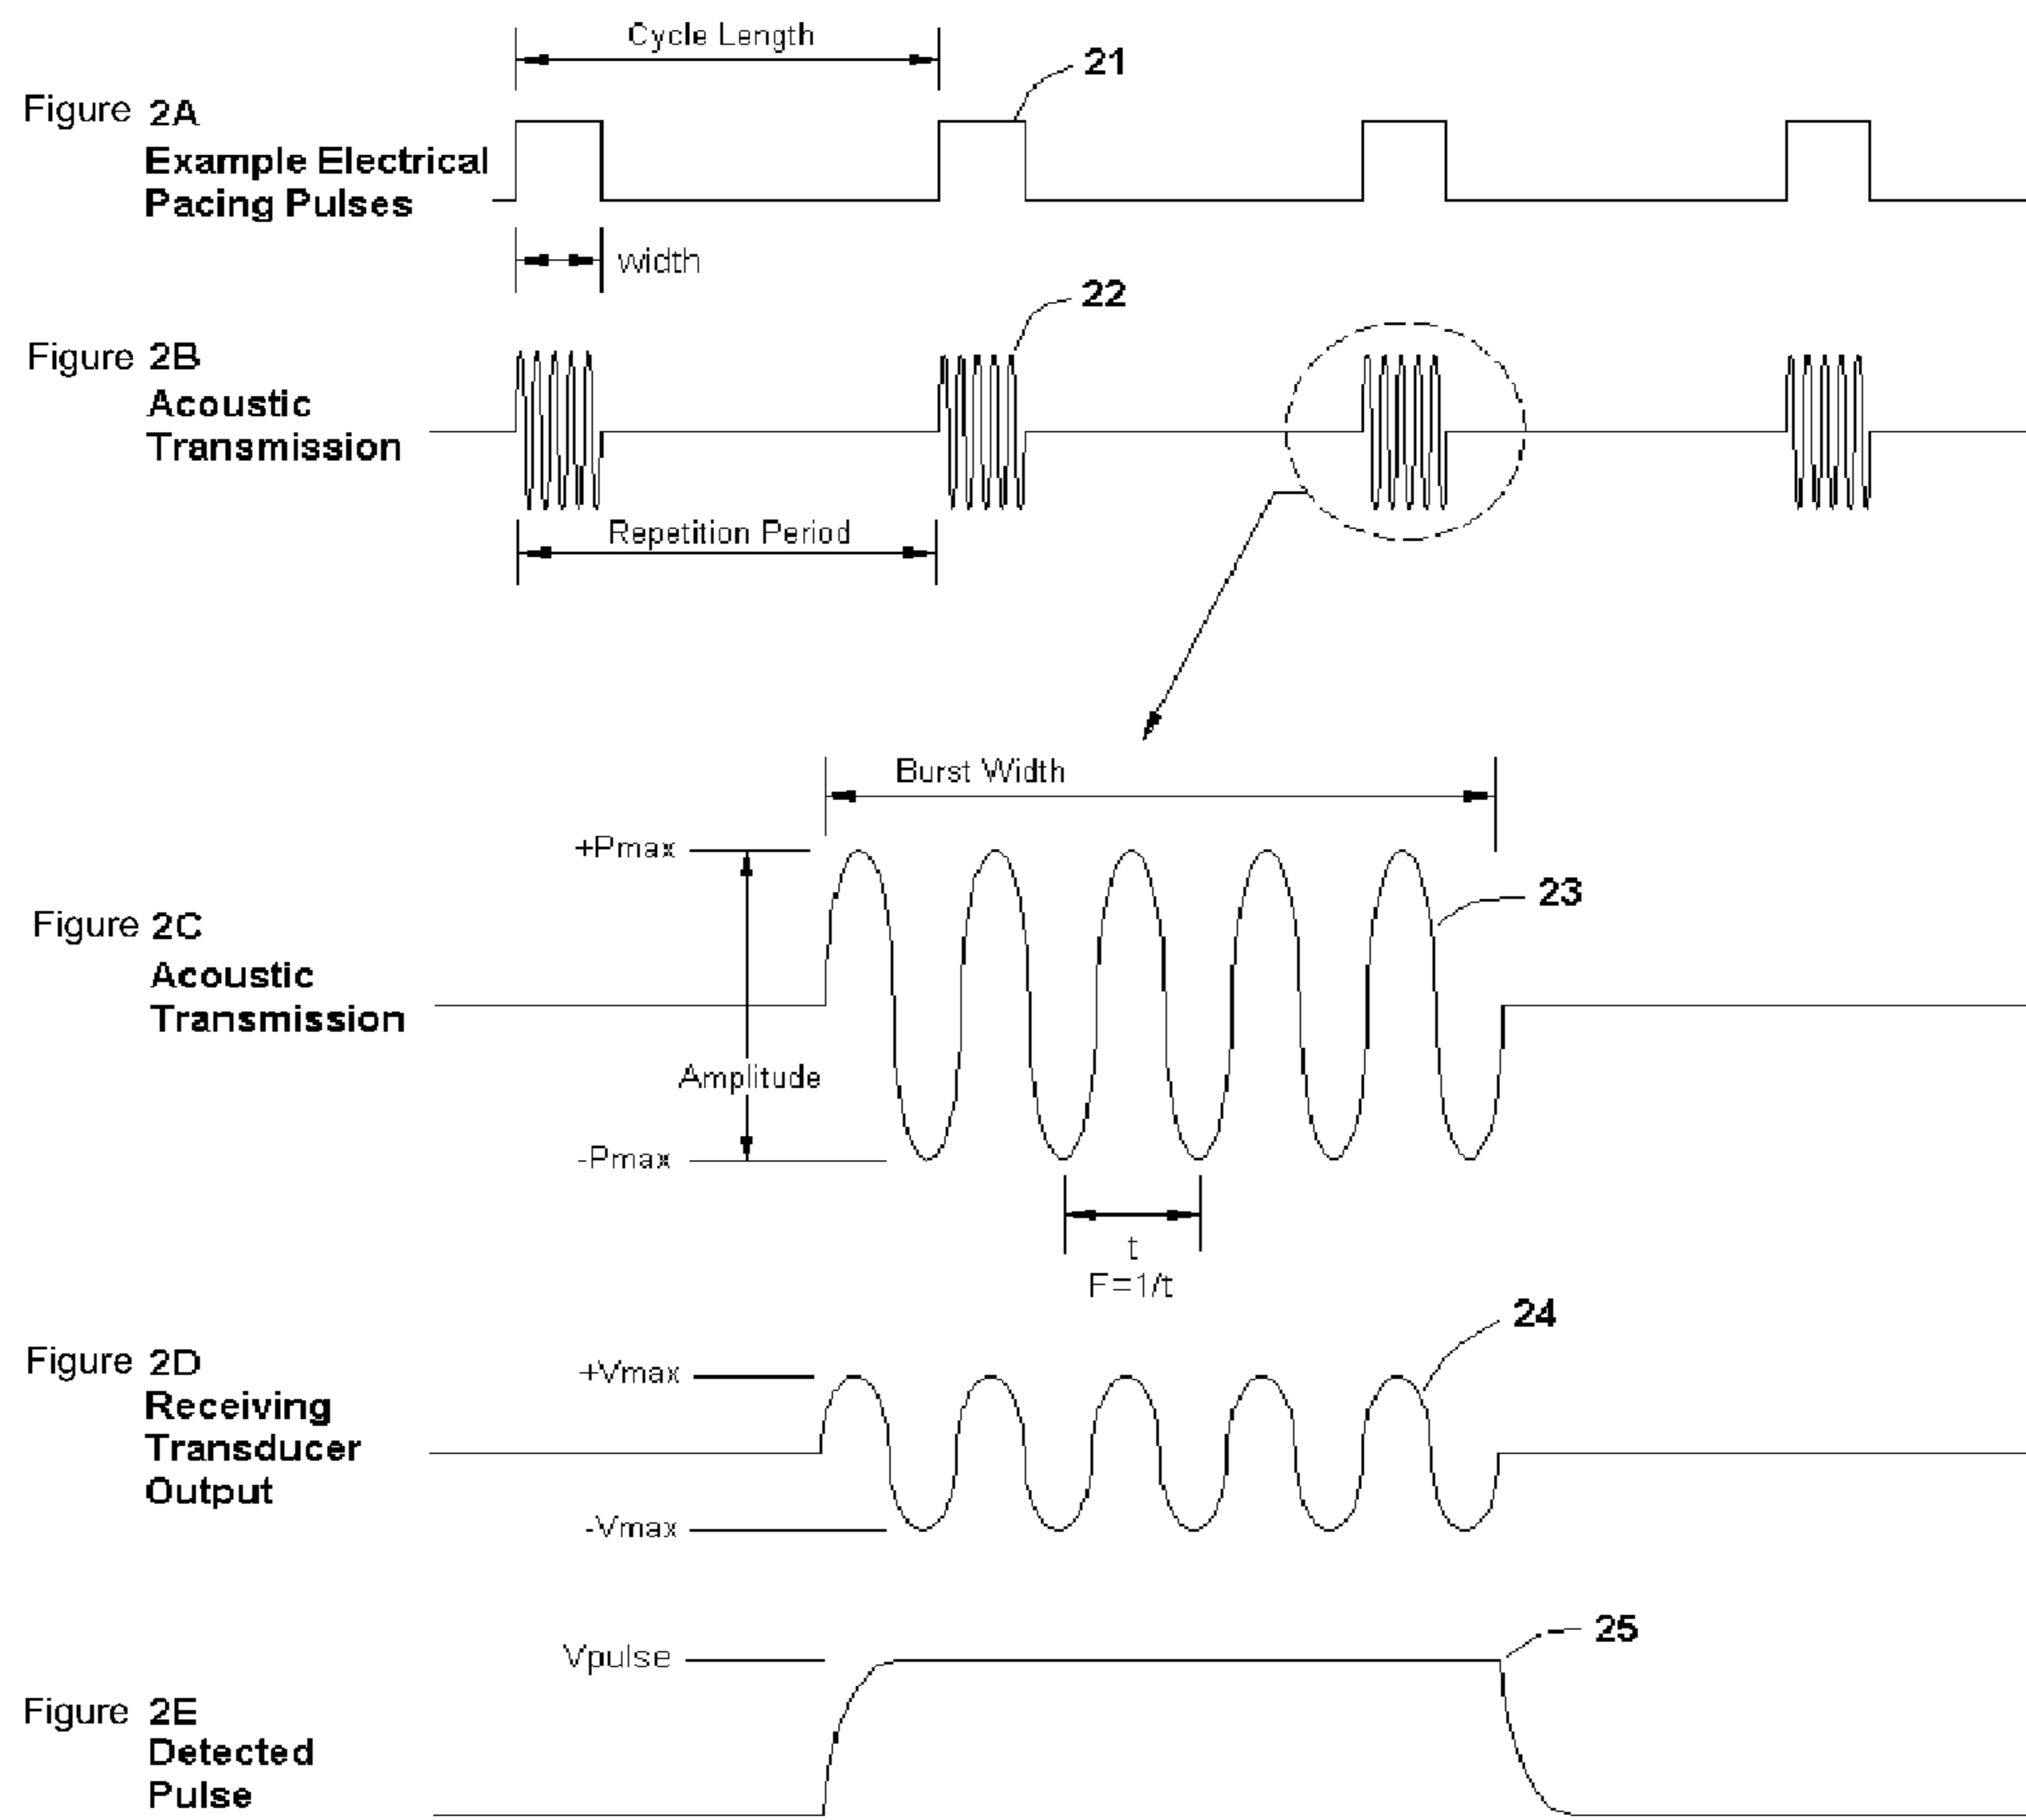 Cycle Length
21
Figure 2A
Example Electrical
Pacing Pulses
width
22
Figure 2B
Acoustic
Transmission
Repetition Period
Burst Width
+Pmax
23
Figure 2C
Acoustic
Transmission
Amplitude
-Pmax
t
F=1/t
24
Figure 2D
+Vmax
Receiving
Transducer
Output
-Vmax
25
Vpulse
Figure 2E
Detected
Pulse